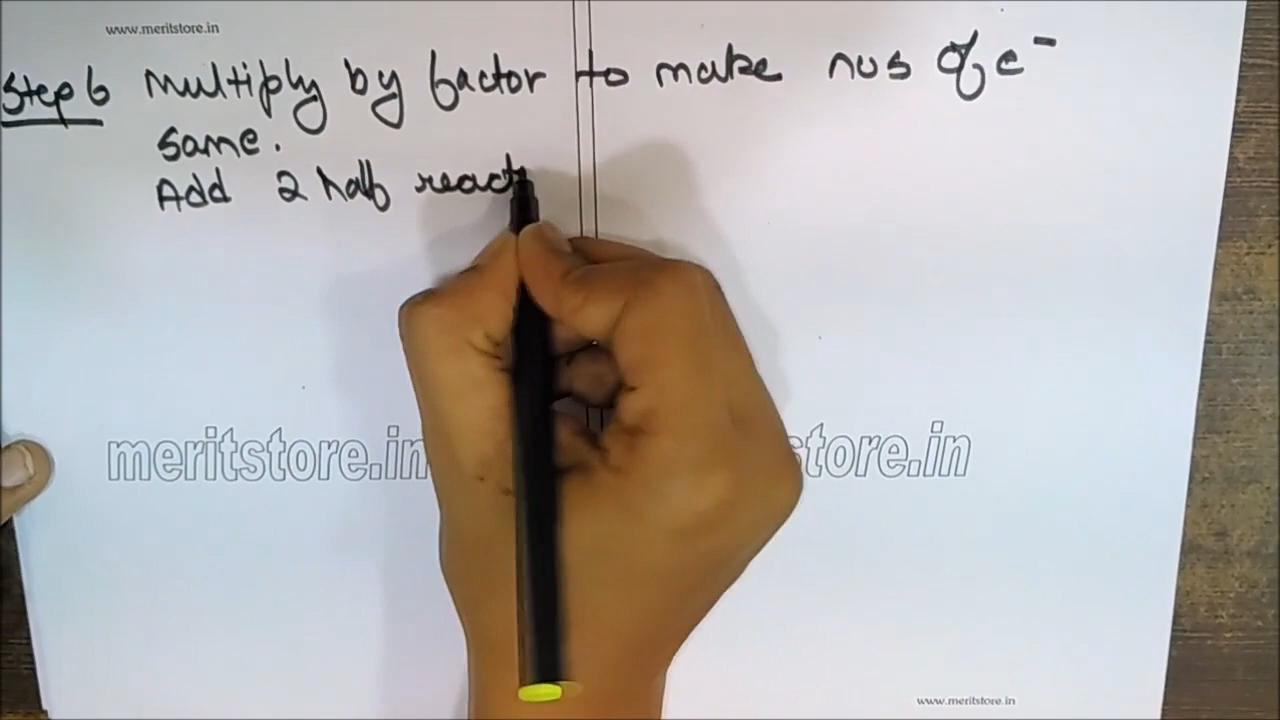 www.meritstore.in
Step 6 Multiply by factor to make nos of e⁻
same.
Add 2 half react
meritstore.in
store.in
www.meritstore.in